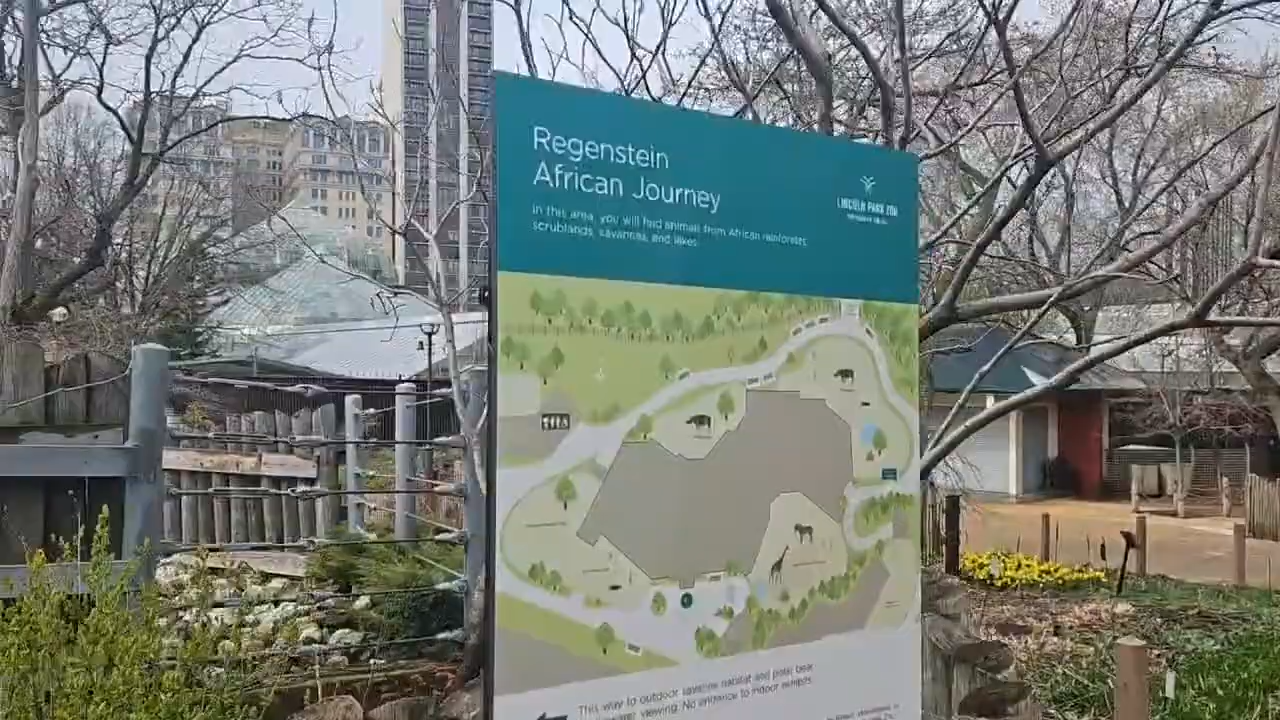 Regenstein
African Journey
LINCOLN PARK ZOO
In this area, you will find animals from African rainforests,
scrublands, savannas, and lakes.
This way to outdoor savanna habitat and polar bear
viewing. No entrance to indoor exhibits.